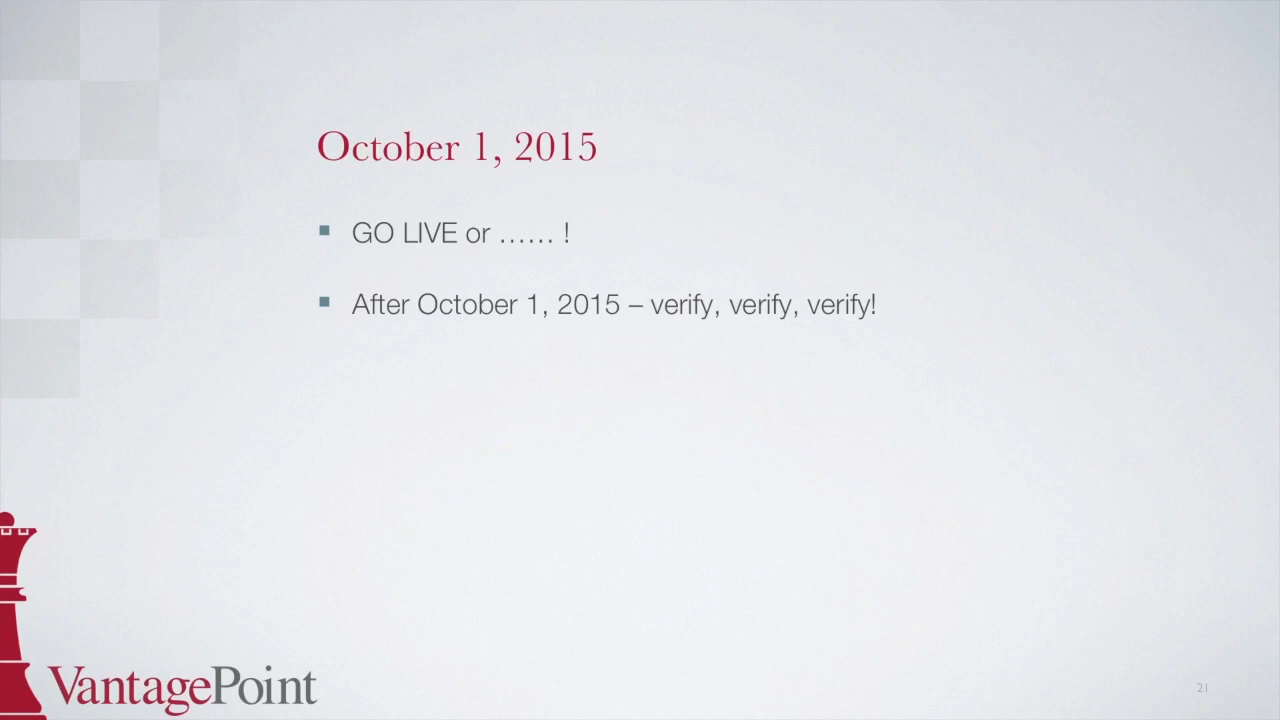 October 1, 2015
GO LIVE or …… !
After October 1, 2015 – verify, verify, verify!
VantagePoint
21